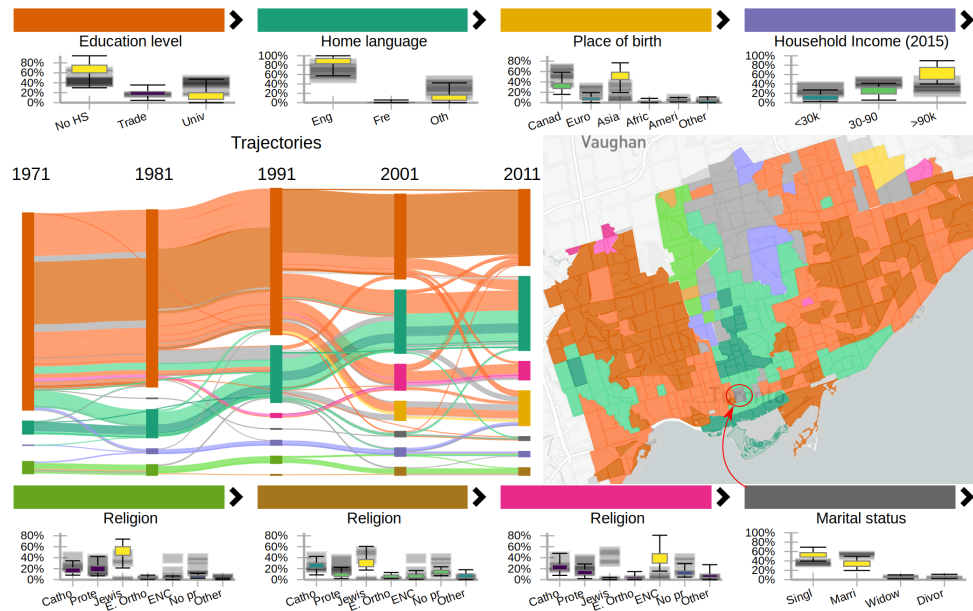 Education level
80%
60%
40%
20%
0%
No HS Trade Univ
Home language
100%
80%
60%
40%
20%
0%
Eng Fre Oth
Place of birth
80%
60%
40%
20%
0%
Canad Euro Asia Afric Ameri Other
Household Income (2015)
100%
80%
60%
40%
20%
0%
<30k 30-90 >90k
Trajectories
1971 1981 1991 2001 2011
Vaughan
Toronto
Religion
80%
60%
40%
20%
0%
Catho Prote Jewis E. Ortho ENC No pr Other
Religion
80%
60%
40%
20%
0%
Catho Prote Jewis E. Ortho ENC No pr Other
Religion
80%
60%
40%
20%
0%
Catho Prote Jewis E. Ortho ENC No pr Other
Marital status
100%
80%
60%
40%
20%
0%
Singl Marri Widow Divor